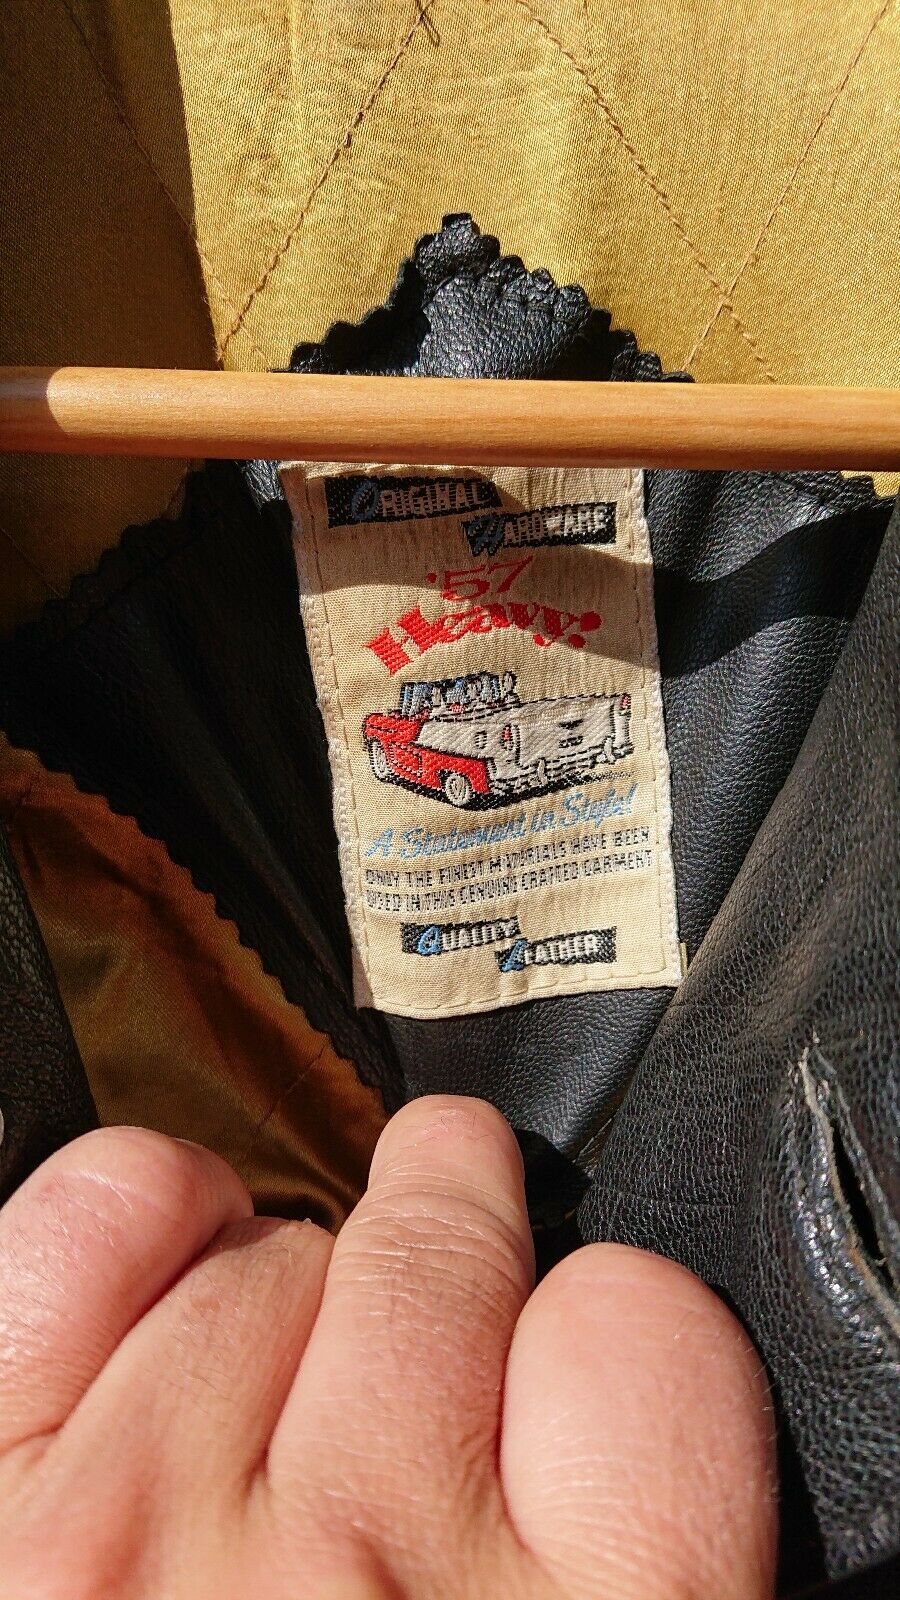 ORIGINAL
HARDWARE
'57
Heavy!
A Statement in Style!
ONLY THE FINEST MATERIALS HAVE BEEN
USED IN THIS GENUINE CRAFTED GARMENT
QUALITY
LEATHER